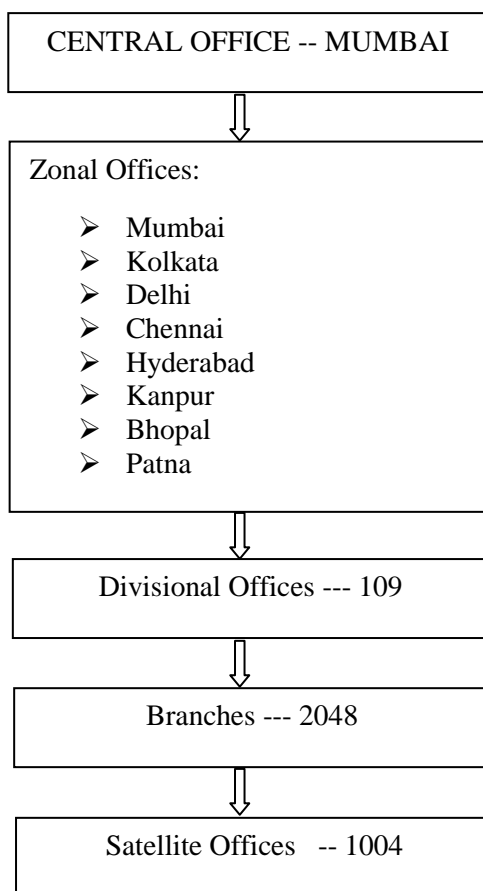 CENTRAL OFFICE -- MUMBAI
Zonal Offices:
➢ Mumbai
➢ Kolkata
➢ Delhi
➢ Chennai
➢ Hyderabad
➢ Kanpur
➢ Bhopal
➢ Patna
Divisional Offices --- 109
Branches --- 2048
Satellite Offices -- 1004